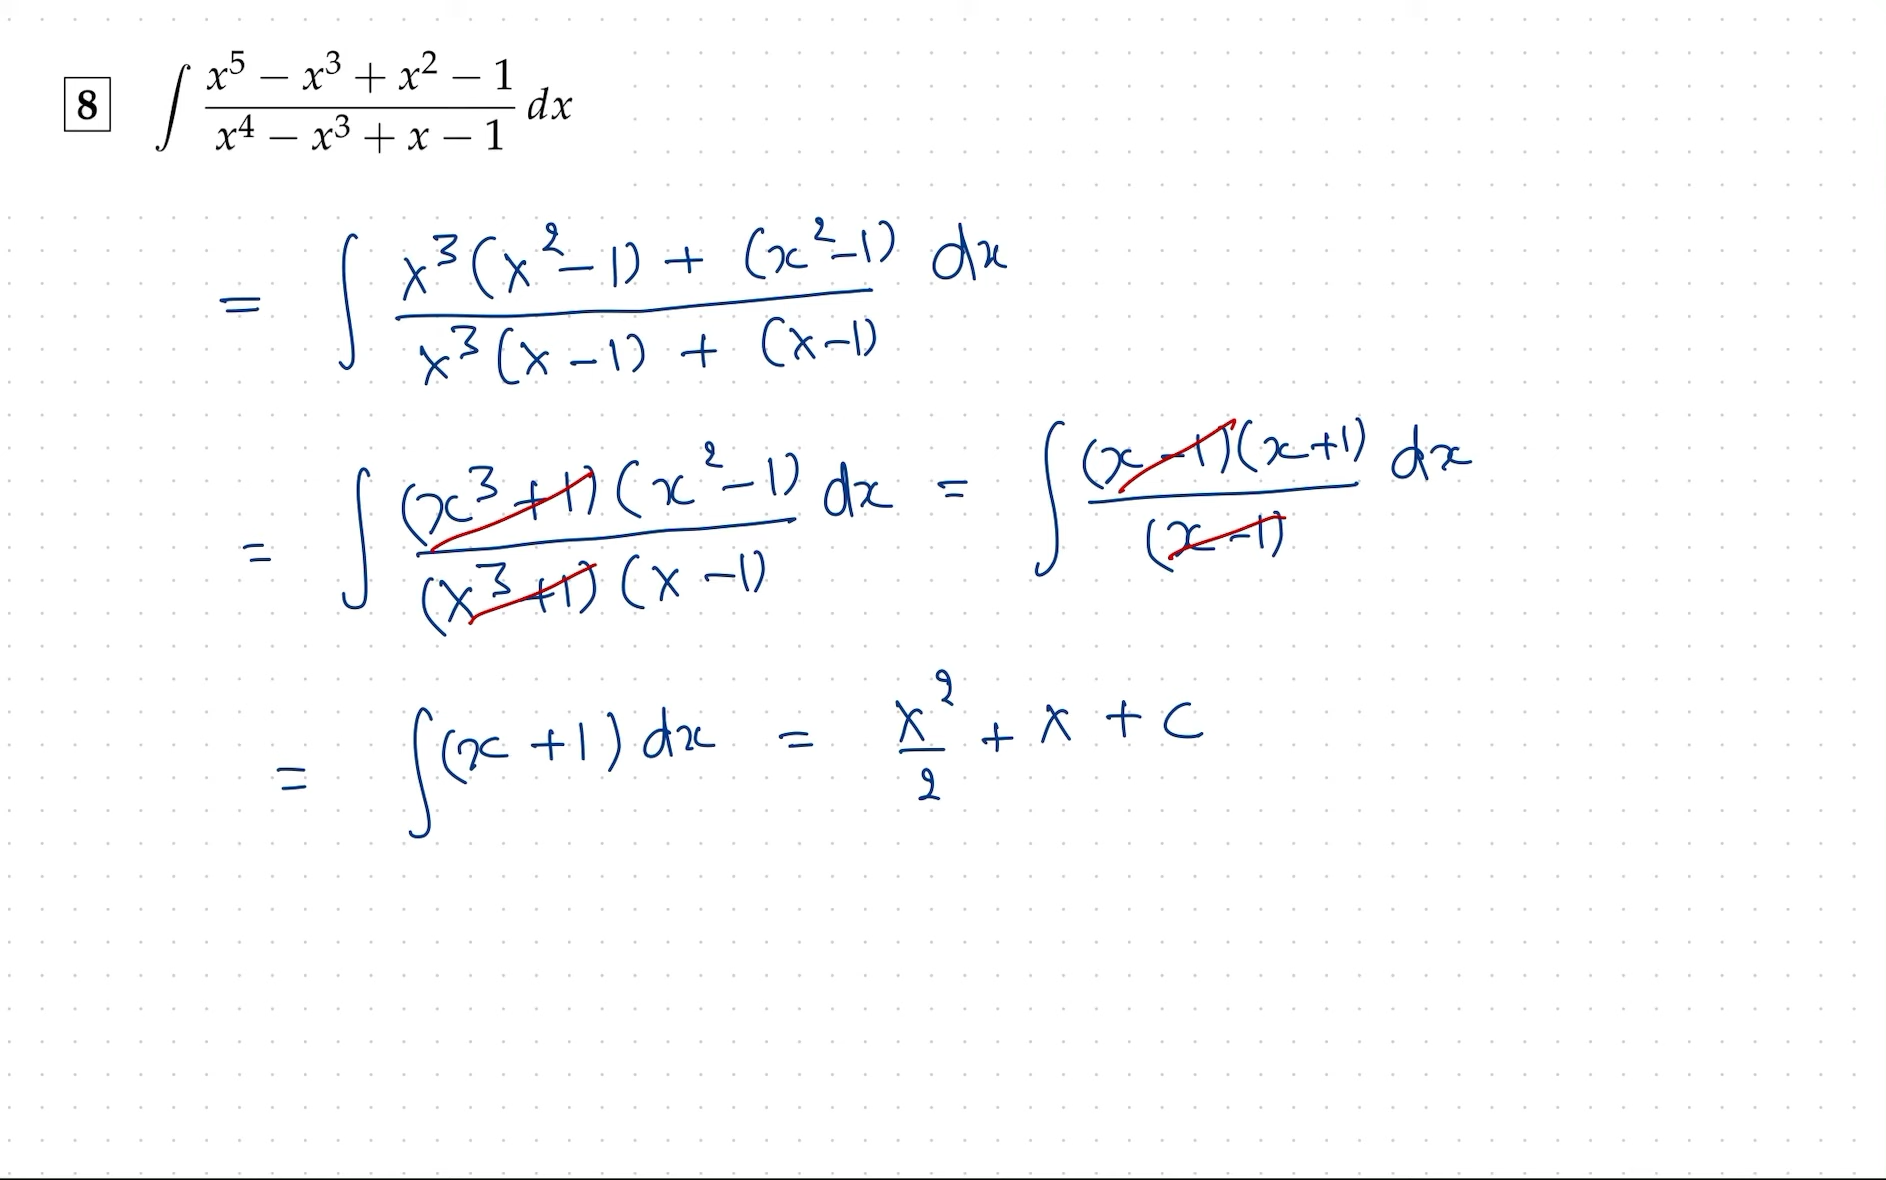 8 ∫ (x⁵ − x³ + x² − 1)/(x⁴ − x³ + x − 1) dx
= ∫ (x³(x² − 1) + (x² − 1))/(x³(x − 1) + (x − 1)) dx
= ∫ ((x³ + 1)(x² − 1))/((x³ + 1)(x − 1)) dx = ∫ ((x − 1)(x + 1))/(x − 1) dx
= ∫ (x + 1) dx = x²/2 + x + C